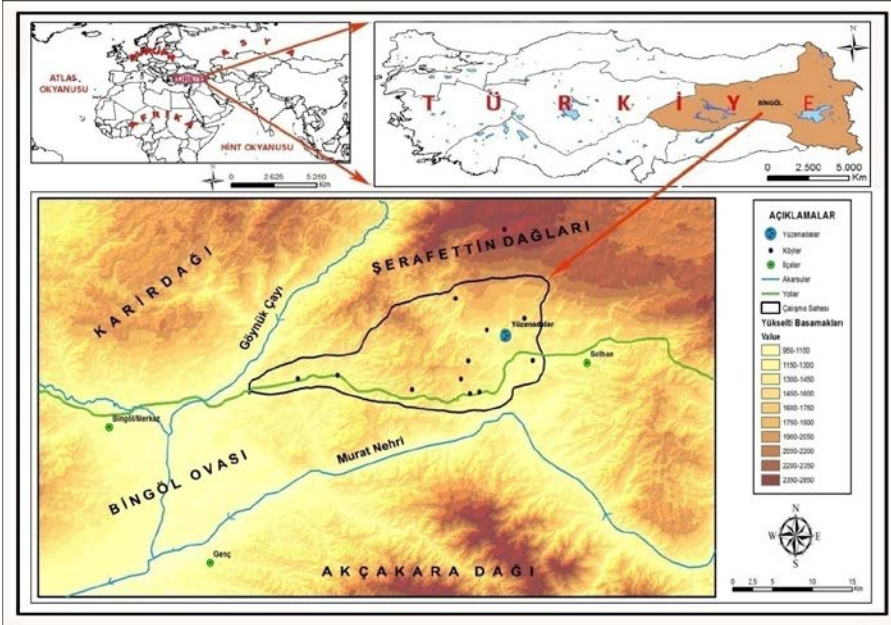 AVRUPA
ASYA
ATLAS
OKYANUSU
TÜRKİYE
AFRİKA
HİNT OKYANUSU
N
0 2.625 5.250
Km
N
TÜRKİYE
BİNGÖL
0 2.500 5.000
Km
ŞERAFETTİN DAĞLARI
KARİRDAĞI
Göynük Çayı
Yüzenadalar
Solhan
Bingöl/Merkez
Murat Nehri
BİNGÖL OVASI
Genç
AKÇAKARA DAĞI
AÇIKLAMALAR
Yüzenadalar
Köyler
İlçeler
Akarsular
Yollar
Çalışma Sahası
Yükselti Basamakları
Value
950-1150
1150-1300
1300-1450
1450-1600
1600-1750
1750-1900
1900-2050
2050-2200
2200-2350
2350-2850
N
W E
S
0 2.5 5 10 15
Km